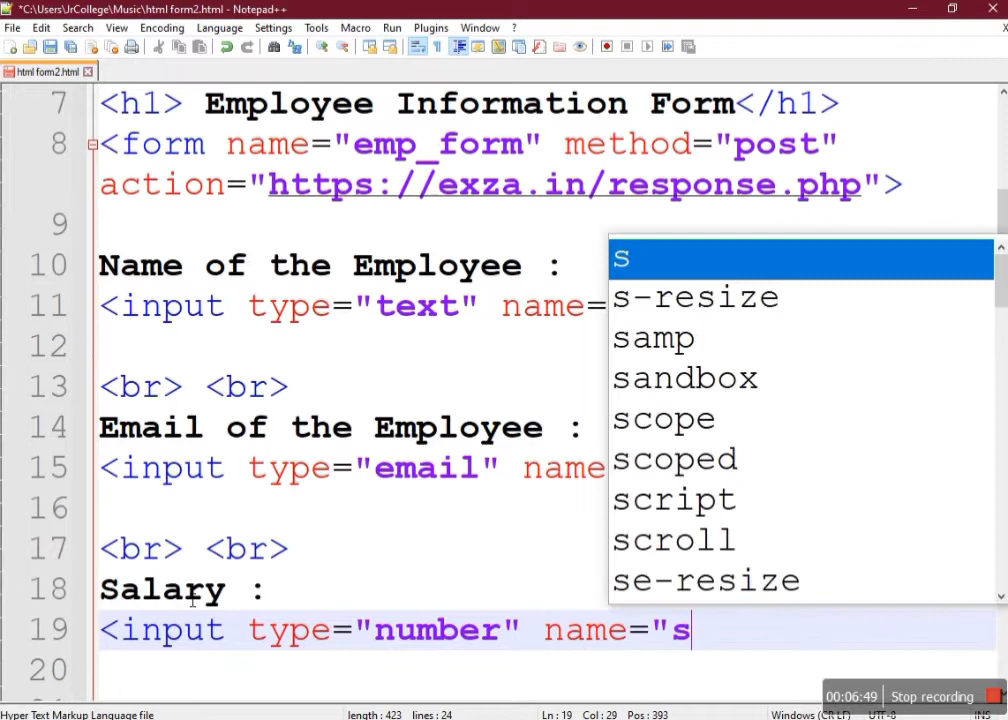 *C:\Users\JrCollege\Music\html form2.html - Notepad++
File Edit Search View Encoding Language Settings Tools Macro Run Plugins Window ?
html form2.html
7 <h1> Employee Information Form</h1>
8 <form name="emp_form" method="post"
action="https://exza.in/response.php">
9
10 Name of the Employee :
11 <input type="text" name=
12
13 <br> <br>
14 Email of the Employee :
15 <input type="email" name
16
17 <br> <br>
18 Salary :
19 <input type="number" name="s
20
s
s-resize
samp
sandbox
scope
scoped
script
scroll
se-resize
00:06:49 Stop recording
Hyper Text Markup Language file length : 423 lines : 24 Ln : 19 Col : 29 Pos : 393 Windows (CR LF) UTF-8 INS